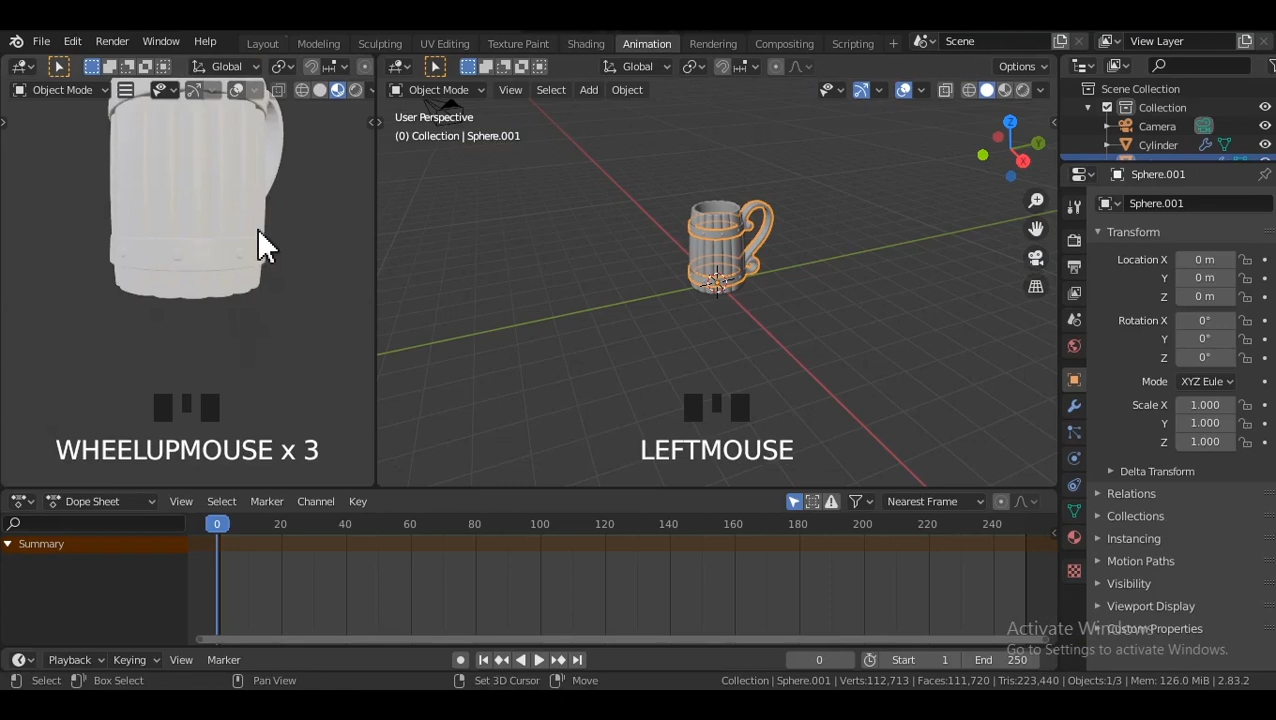 File Edit Render Window Help Layout Modeling Sculpting UV Editing Texture Paint Shading Animation Rendering Compositing Scripting + Scene View Layer
Global Global Options
Object Mode Object Mode View Select Add Object
Scene Collection
Collection
Camera
Cylinder
User Perspective
(0) Collection | Sphere.001
Z
Y
X
Sphere.001
Sphere.001
Transform
Location X 0 m
Y 0 m
Z 0 m
Rotation X 0°
Y 0°
Z 0°
Mode XYZ Eule
Scale X 1.000
Y 1.000
Z 1.000
Delta Transform
Relations
Collections
Instancing
Motion Paths
Visibility
Viewport Display
Custom Properties
WHEELUPMOUSE x 3
LEFTMOUSE
Dope Sheet View Select Marker Channel Key Nearest Frame
0 20 40 60 80 100 120 140 160 180 200 220 240
Summary
Activate Windows
Go to Settings to activate Windows.
Playback Keying View Marker 0 Start 1 End 250
Select Box Select Pan View Set 3D Cursor Move Collection | Sphere.001 | Verts:112,713 | Faces:111,720 | Tris:223,440 | Objects:1/3 | Mem: 126.0 MiB | 2.83.2